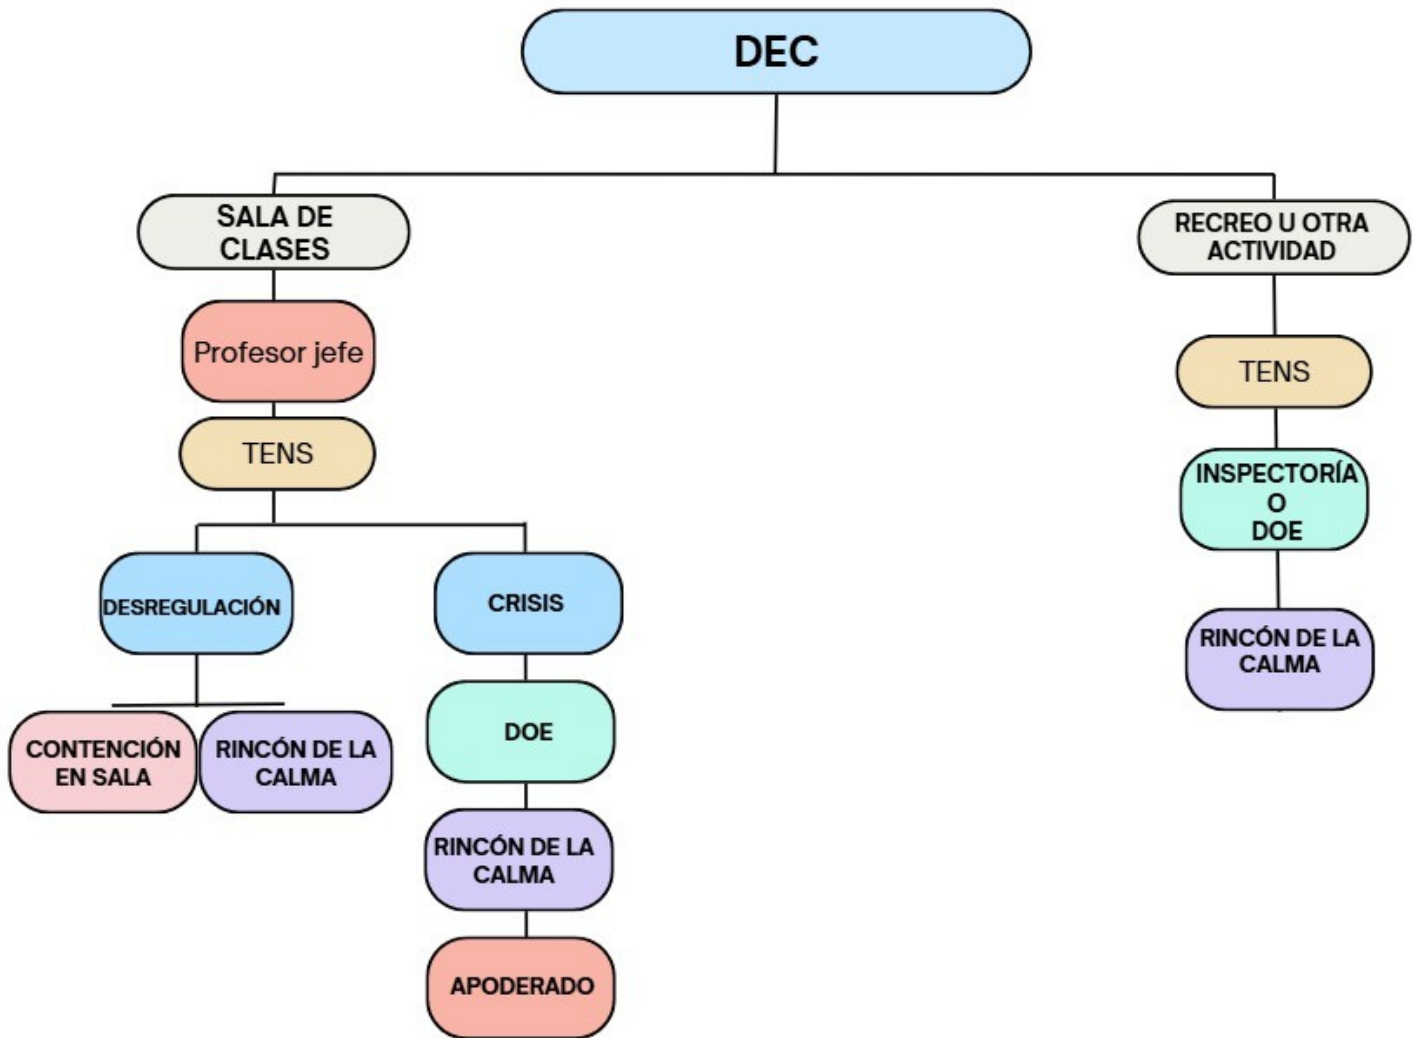 DEC
SALA DE
CLASES
Profesor jefe
TENS
DESREGULACIÓN
CONTENCIÓN
EN SALA
RINCÓN DE LA
CALMA
CRISIS
DOE
RINCÓN DE LA
CALMA
APODERADO
RECREO U OTRA
ACTIVIDAD
TENS
INSPECTORÍA
O
DOE
RINCÓN DE LA
CALMA